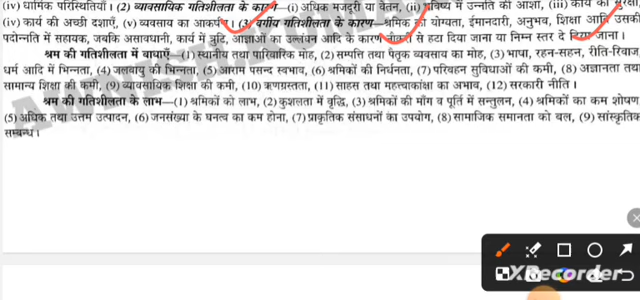 (iv) धार्मिक परिस्थितियाँ। (2) व्यावसायिक गतिशीलता के कारण—(i) अधिक मजदूरी या वेतन, (ii) भविष्य में उन्नति की आशा, (iii) कार्य की सुरक्षा,
(iv) कार्य की अच्छी दशाएँ, (v) व्यवसाय का आकर्षण। (3) वर्गीय गतिशीलता के कारण—श्रमिक की योग्यता, ईमानदारी, अनुभव, शिक्षा आदि उसकी
पदोन्नति में सहायक, जबकि असावधानी, कार्य में त्रुटि, आज्ञाओं का उल्लंघन आदि के कारण नौकरी से हटा दिया जाना या निम्न स्तर दे दिया जाना।
श्रम की गतिशीलता में बाधाएँ—(1) स्थानीय तथा पारिवारिक मोह, (2) सम्पत्ति तथा पैतृक व्यवसाय का मोह, (3) भाषा, रहन-सहन, रीति-रिवाज
धर्म आदि में भिन्नता, (4) जलवायु की भिन्नता, (5) आराम पसन्द स्वभाव, (6) श्रमिकों की निर्धनता, (7) परिवहन सुविधाओं की कमी, (8) अज्ञानता तथा
सामान्य शिक्षा की कमी, (9) व्यावसायिक शिक्षा की कमी, (10) ऋणग्रस्तता, (11) साहस तथा महत्त्वाकांक्षा का अभाव, (12) सरकारी नीति।
श्रम की गतिशीलता के लाभ—(1) श्रमिकों को लाभ, (2) कुशलता में वृद्धि, (3) श्रमिकों की माँग व पूर्ति में सन्तुलन, (4) श्रमिकों का कम शोषण
(5) अधिक तथा उत्तम उत्पादन, (6) जनसंख्या के घनत्व का कम होना, (7) प्राकृतिक संसाधनों का उपयोग, (8) सामाजिक समानता को बल, (9) सांस्कृतिक
सम्बन्ध।
XRecorder